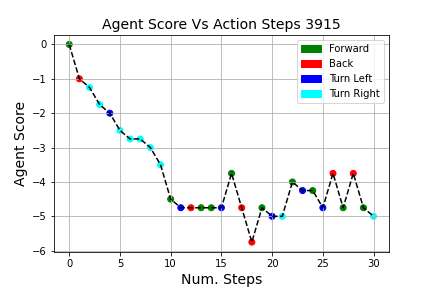 Agent Score Vs Action Steps 3915
Forward
Back
Turn Left
Turn Right
Agent Score
0
−1
−2
−3
−4
−5
−6
0 5 10 15 20 25 30
Num. Steps